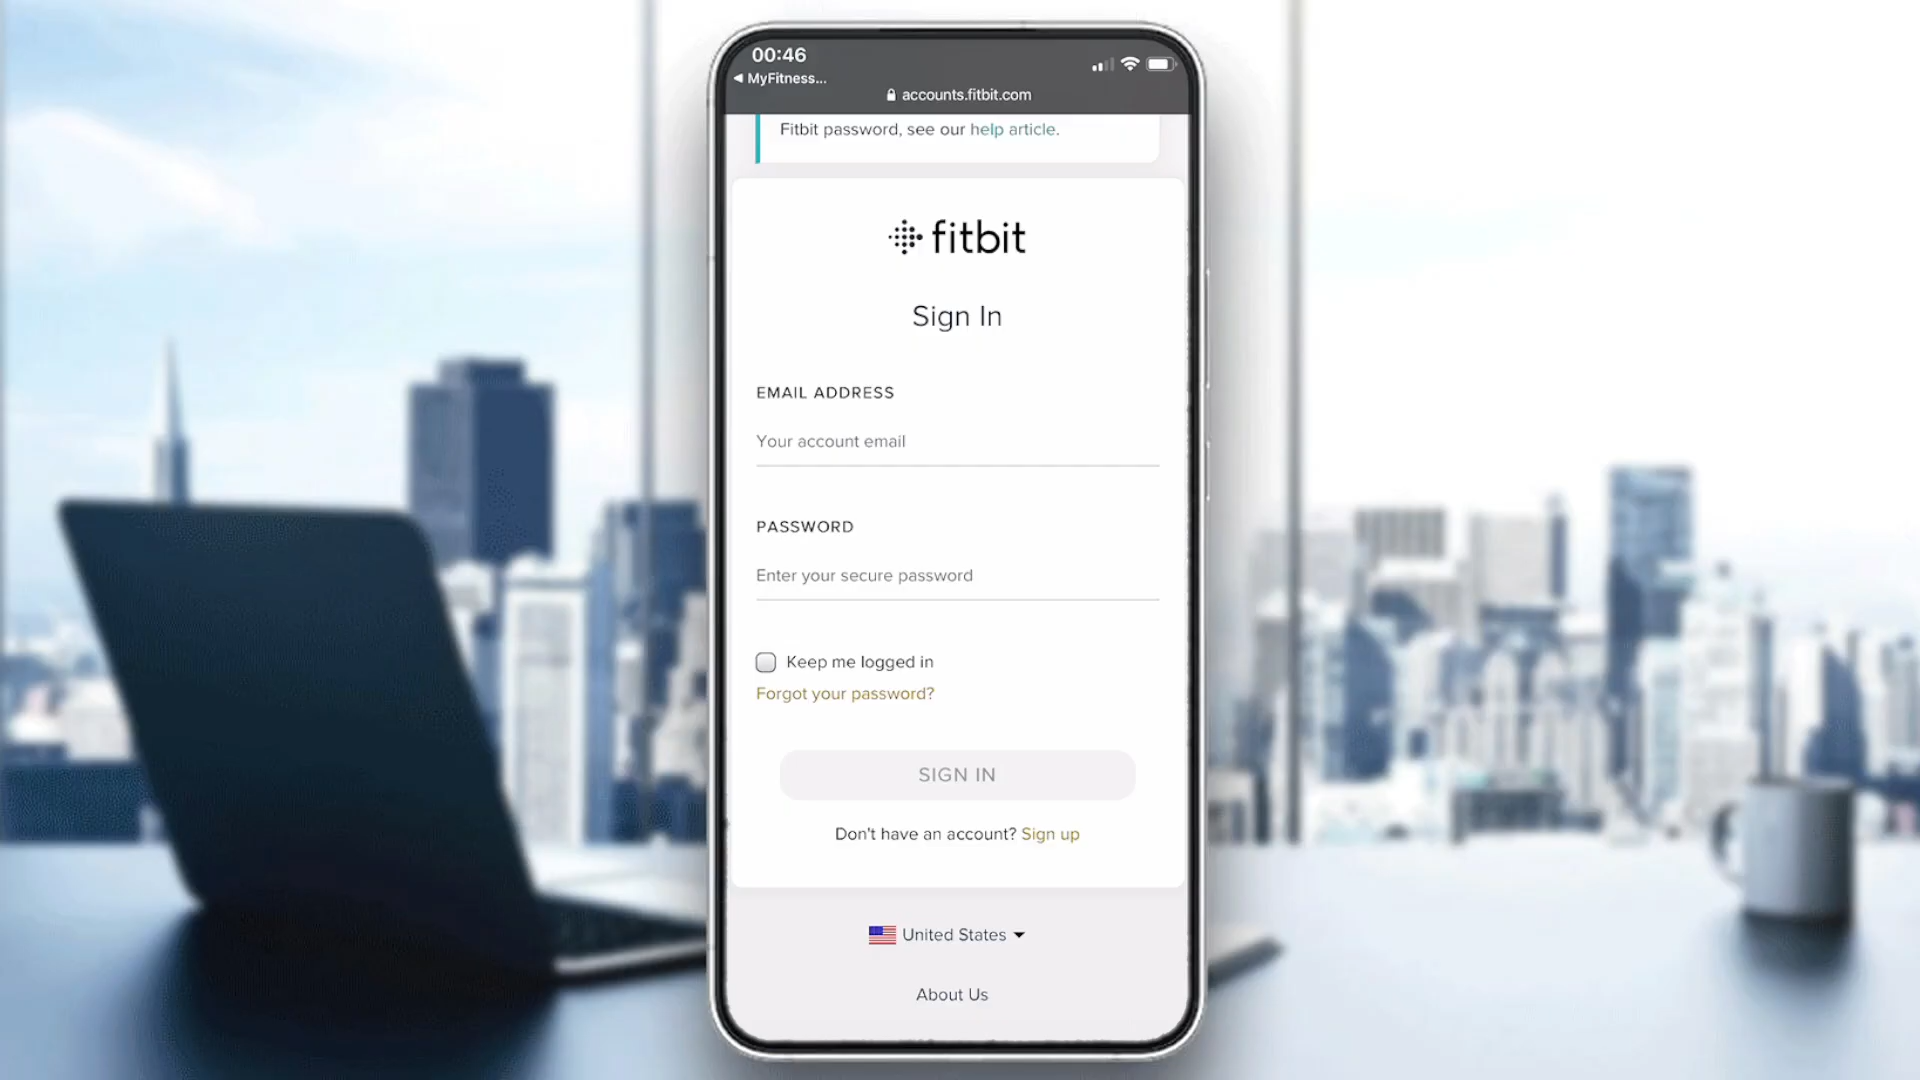 00:46
MyFitness...
accounts.fitbit.com
Fitbit password, see our help article.
fitbit
Sign In
EMAIL ADDRESS
Your account email
PASSWORD
Enter your secure password
Keep me logged in
Forgot your password?
SIGN IN
Don't have an account? Sign up
United States
About Us